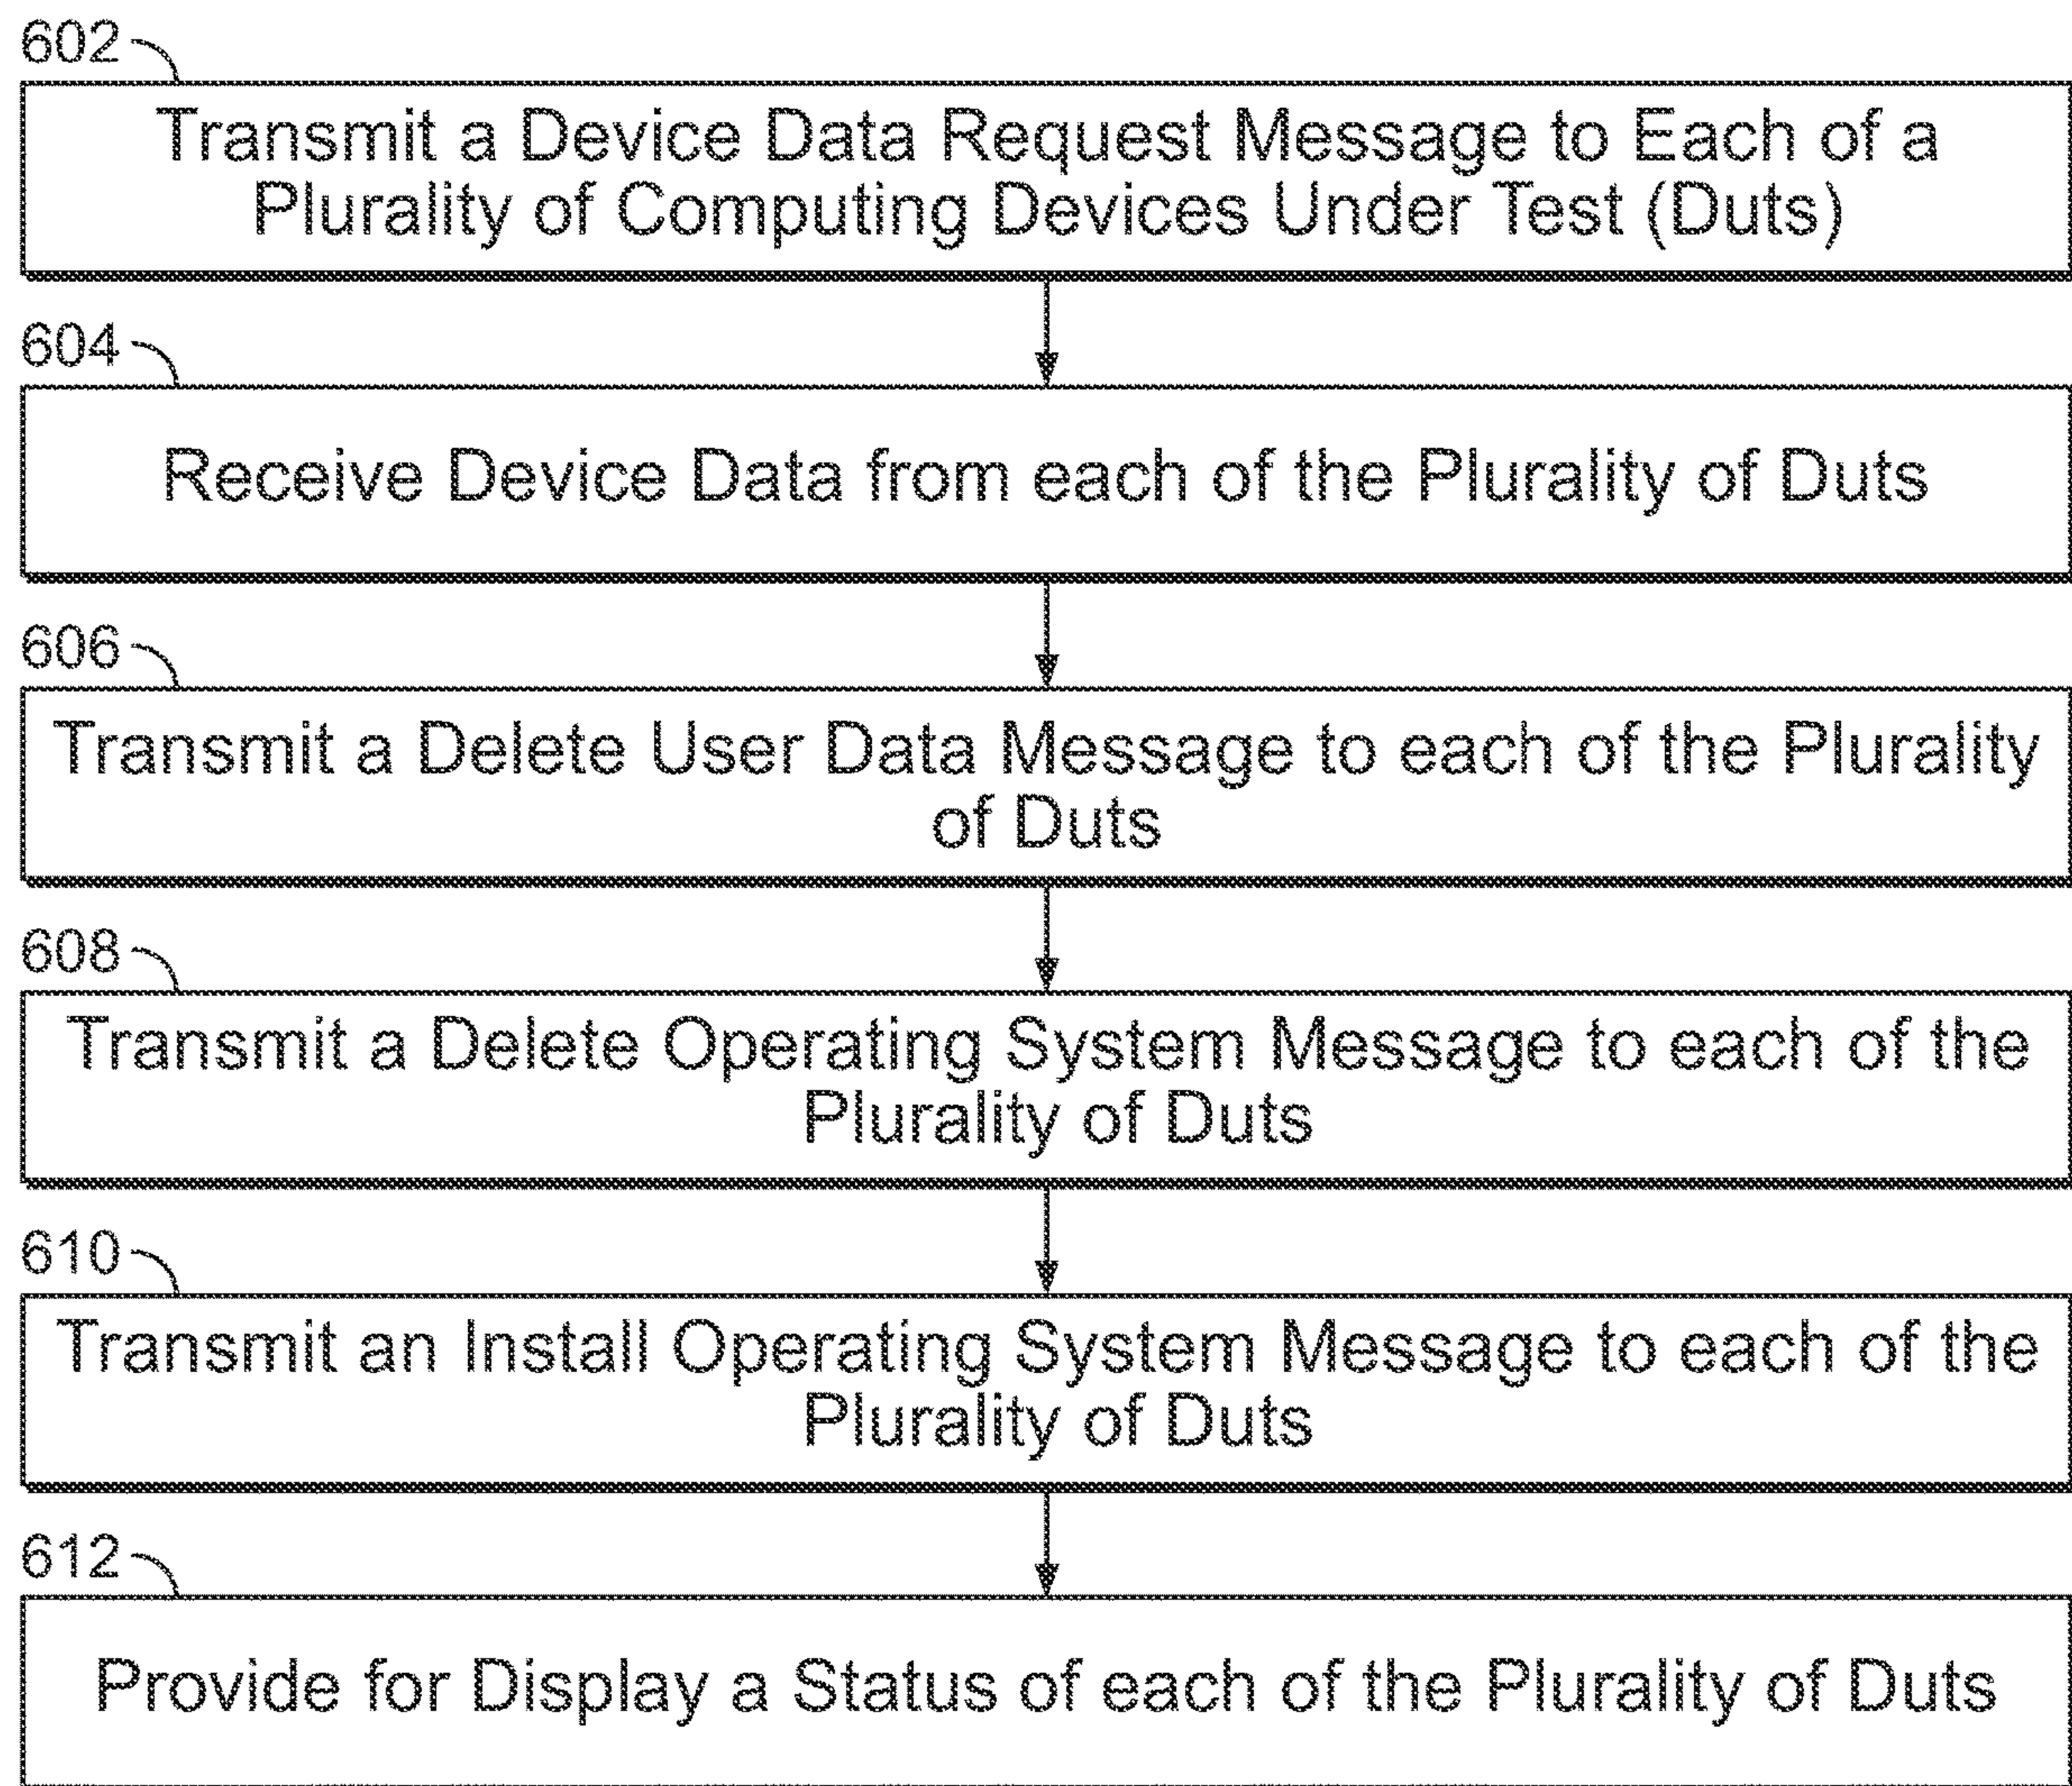 602
Transmit a Device Data Request Message to Each of a
Plurality of Computing Devices Under Test (Duts)
604
Receive Device Data from each of the Plurality of Duts
606
Transmit a Delete User Data Message to each of the Plurality
of Duts
608
Transmit a Delete Operating System Message to each of the
Plurality of Duts
610
Transmit an Install Operating System Message to each of the
Plurality of Duts
612
Provide for Display a Status of each of the Plurality of Duts